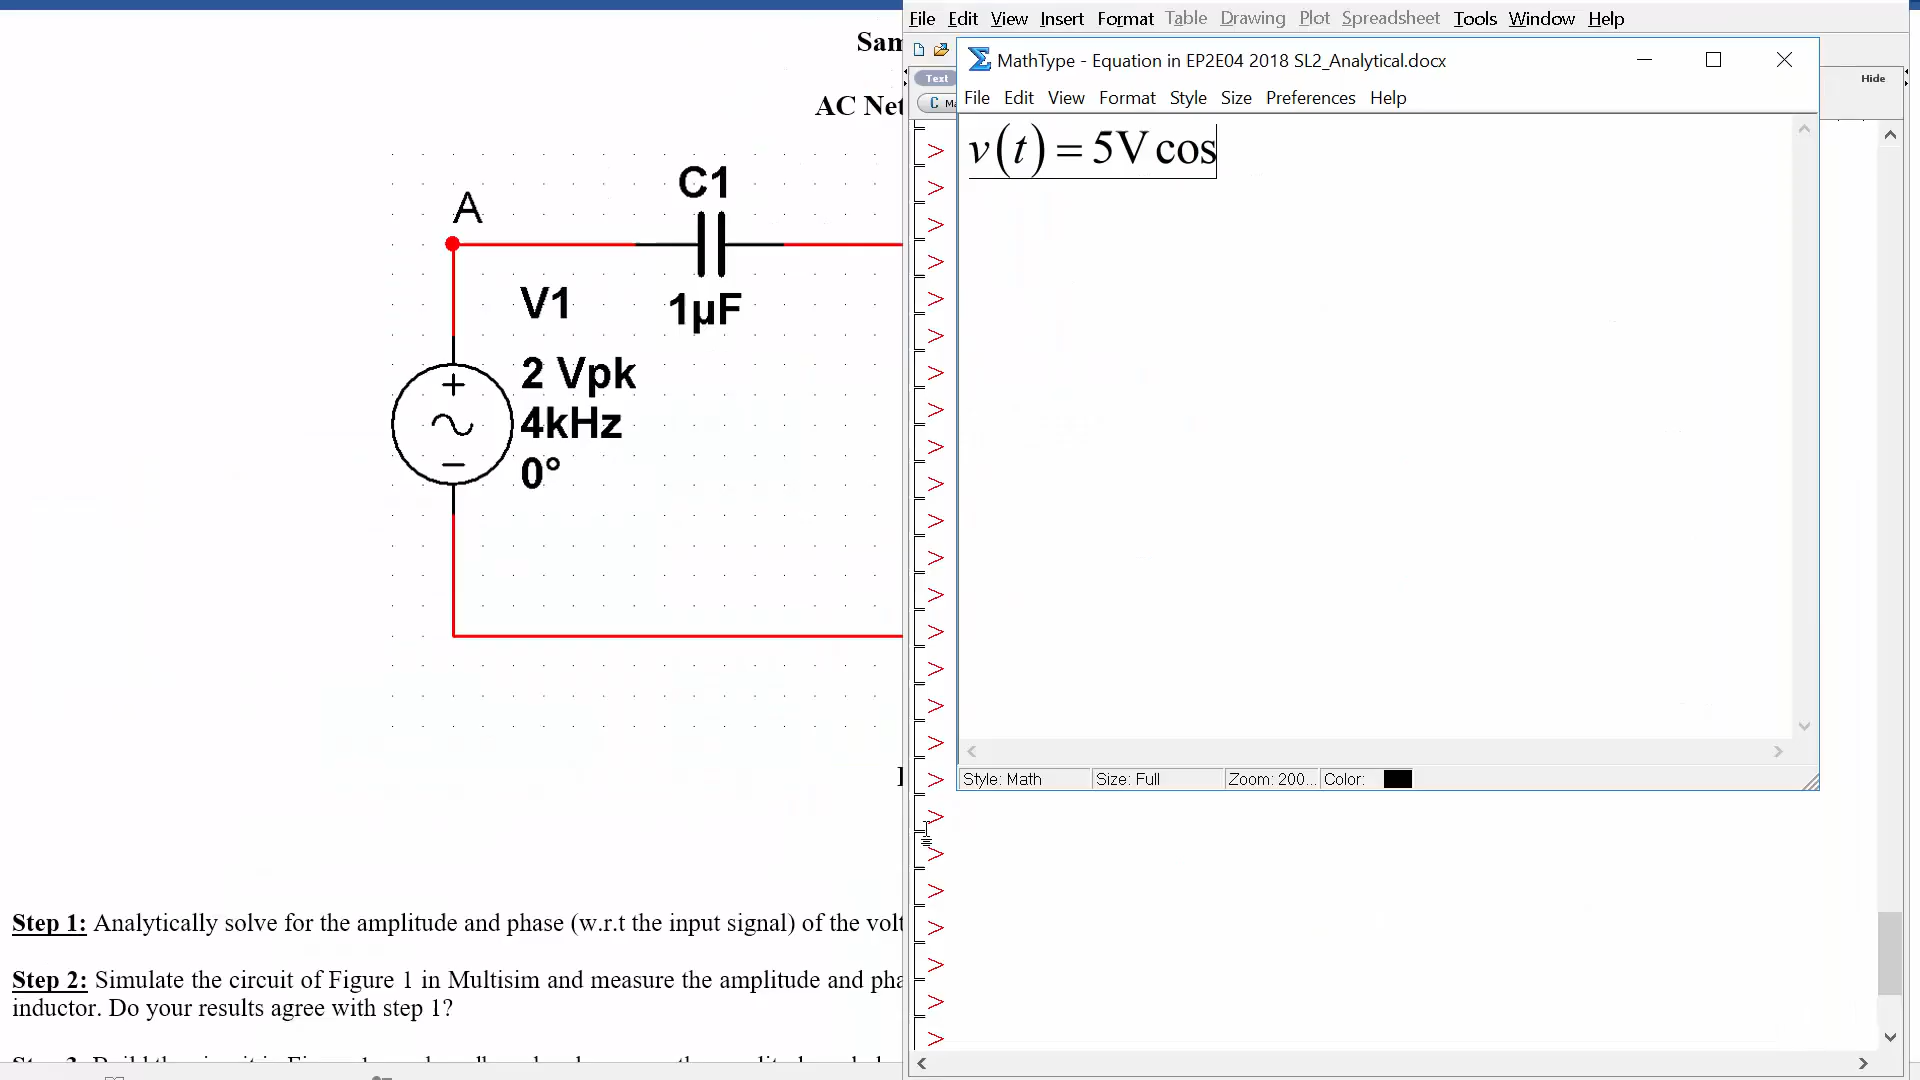 Sam
AC Net
A
C1
1µF
V1
2 Vpk
4kHz
0°
Step 1: Analytically solve for the amplitude and phase (w.r.t the input signal) of the volt
Step 2: Simulate the circuit of Figure 1 in Multisim and measure the amplitude and pha
inductor. Do your results agree with step 1?
File Edit View Insert Format Table Drawing Plot Spreadsheet Tools Window Help
Text
Hide
C Ma
MathType - Equation in EP2E04 2018 SL2_Analytical.docx
File Edit View Format Style Size Preferences Help
v(t) = 5V cos
Style: Math Size: Full Zoom: 200... Color: